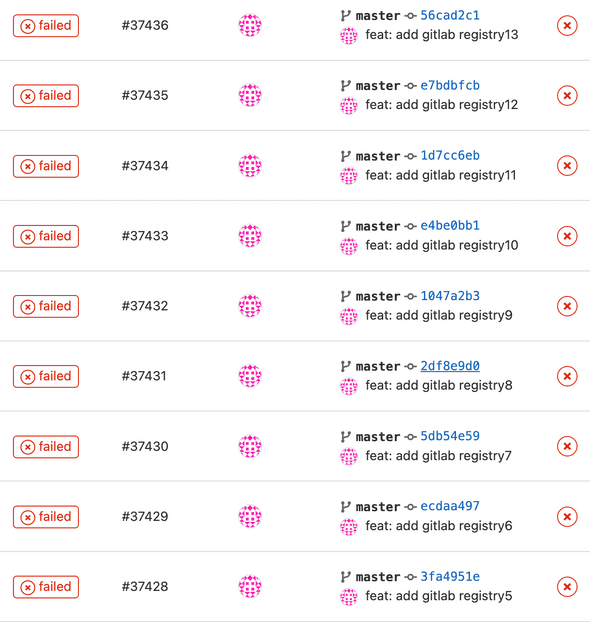 failed #37436 master 56cad2c1
feat: add gitlab registry13
failed #37435 master e7bdbfcb
feat: add gitlab registry12
failed #37434 master 1d7cc6eb
feat: add gitlab registry11
failed #37433 master e4be0bb1
feat: add gitlab registry10
failed #37432 master 1047a2b3
feat: add gitlab registry9
failed #37431 master 2df8e9d0
feat: add gitlab registry8
failed #37430 master 5db54e59
feat: add gitlab registry7
failed #37429 master ecdaa497
feat: add gitlab registry6
failed #37428 master 3fa4951e
feat: add gitlab registry5